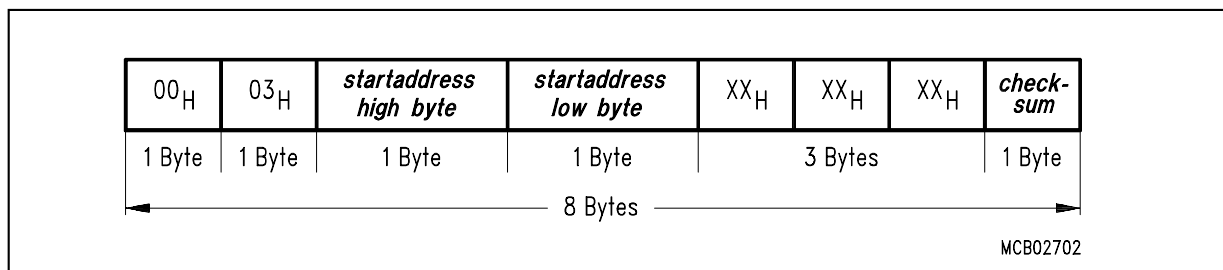 00H 03H startaddress high byte startaddress low byte XXH XXH XXH check-sum
1 Byte 1 Byte 1 Byte 1 Byte 3 Bytes 1 Byte
8 Bytes
MCB02702